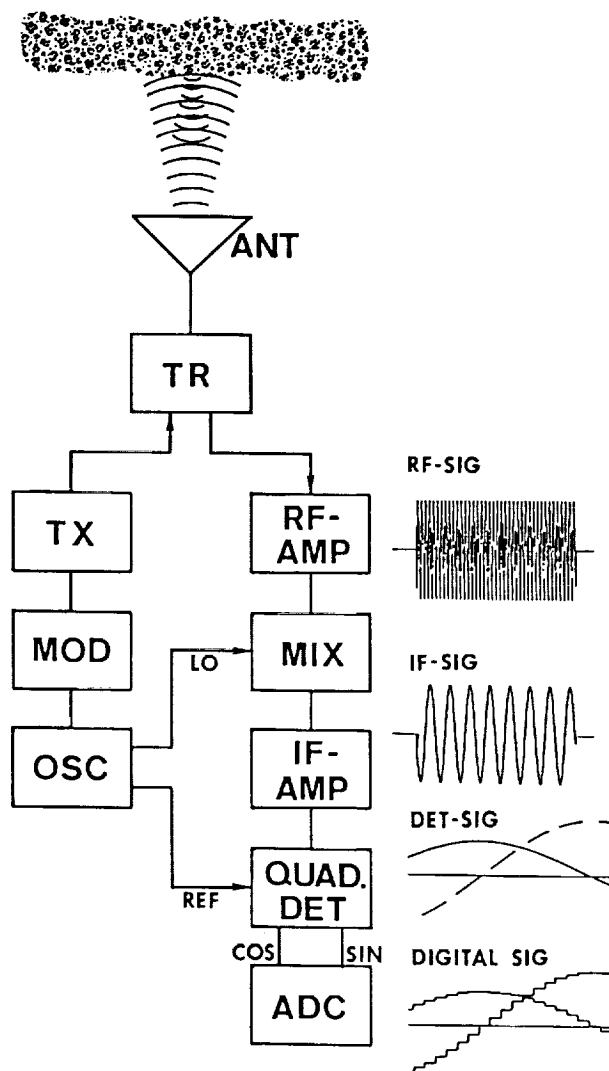 ANT
TR
TX
MOD
OSC
LO
REF
RF-
AMP
MIX
IF-
AMP
QUAD.
DET
COS
SIN
ADC
RF-SIG
IF-SIG
DET-SIG
DIGITAL SIG